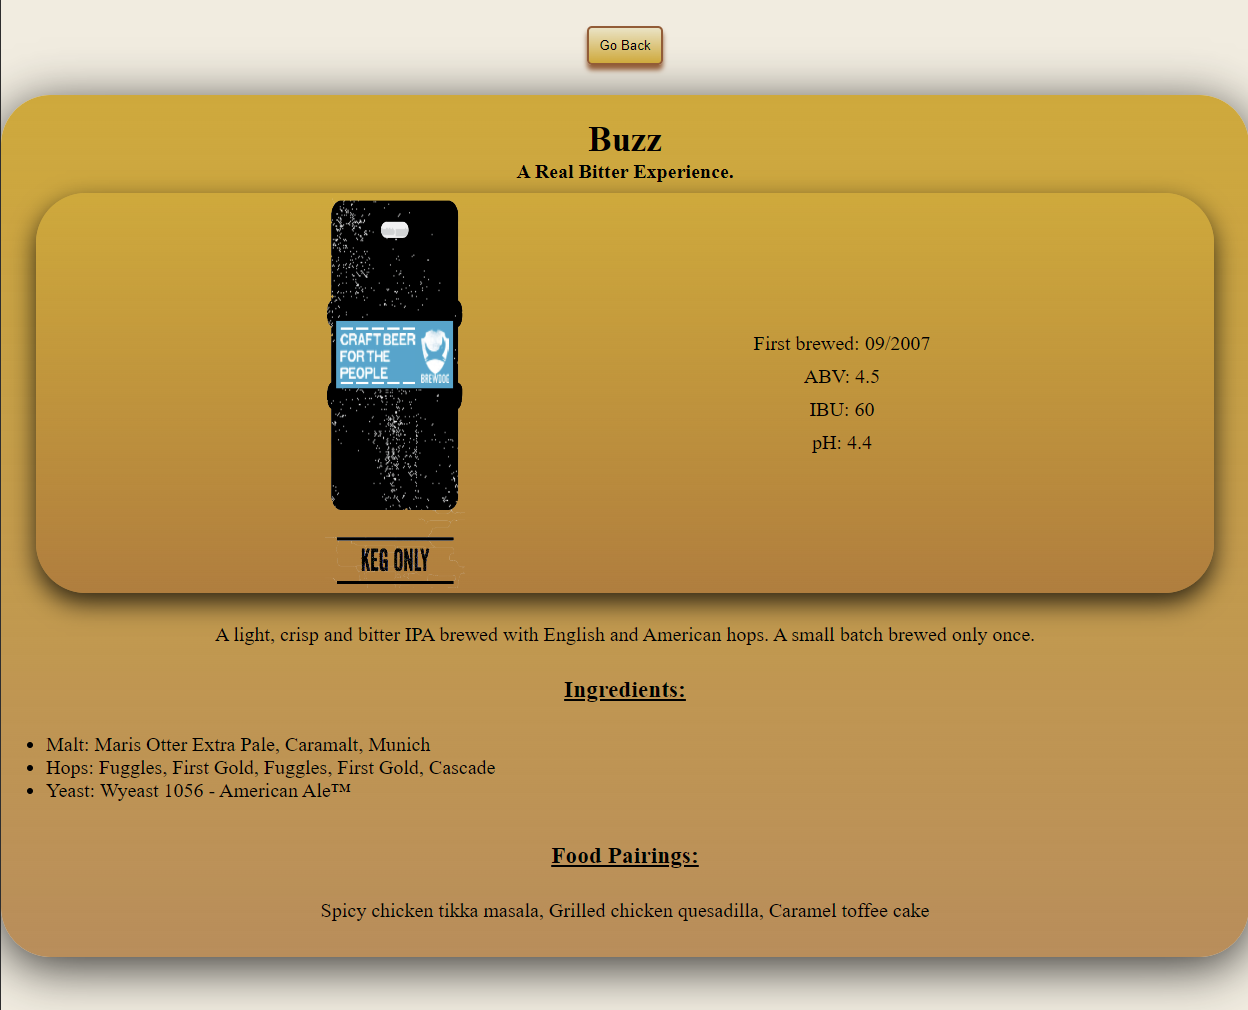 Go Back
Buzz
A Real Bitter Experience.
CRAFT BEER
FOR THE
PEOPLE
BREWDOG
KEG ONLY
First brewed: 09/2007
ABV: 4.5
IBU: 60
pH: 4.4
A light, crisp and bitter IPA brewed with English and American hops. A small batch brewed only once.
Ingredients:
• Malt: Maris Otter Extra Pale, Caramalt, Munich
• Hops: Fuggles, First Gold, Fuggles, First Gold, Cascade
• Yeast: Wyeast 1056 - American Ale™
Food Pairings:
Spicy chicken tikka masala, Grilled chicken quesadilla, Caramel toffee cake